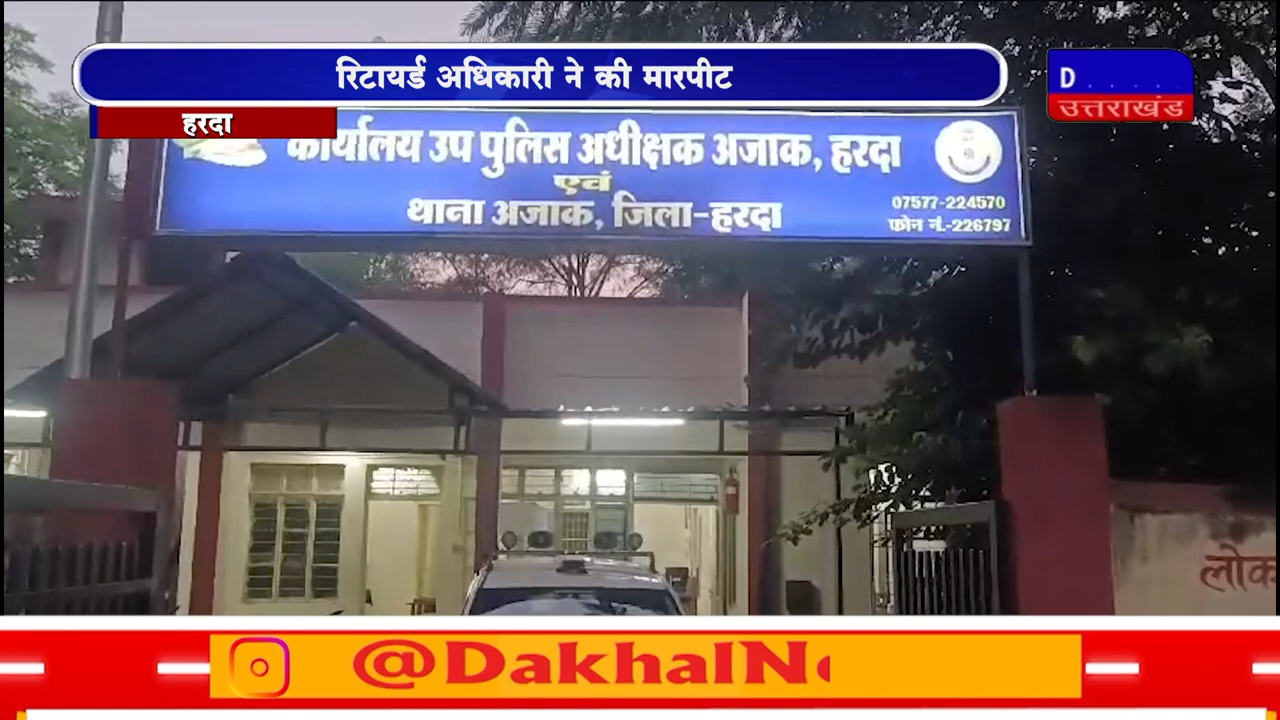 रिटायर्ड अधिकारी ने की मारपीट
D......
उत्तराखंड
हरदा
कार्यालय उप पुलिस अधीक्षक अजाक, हरदा
एवं
थाना अजाक, जिला-हरदा
07577-224570
फोन नं.-226797
लोक
@DakhalN